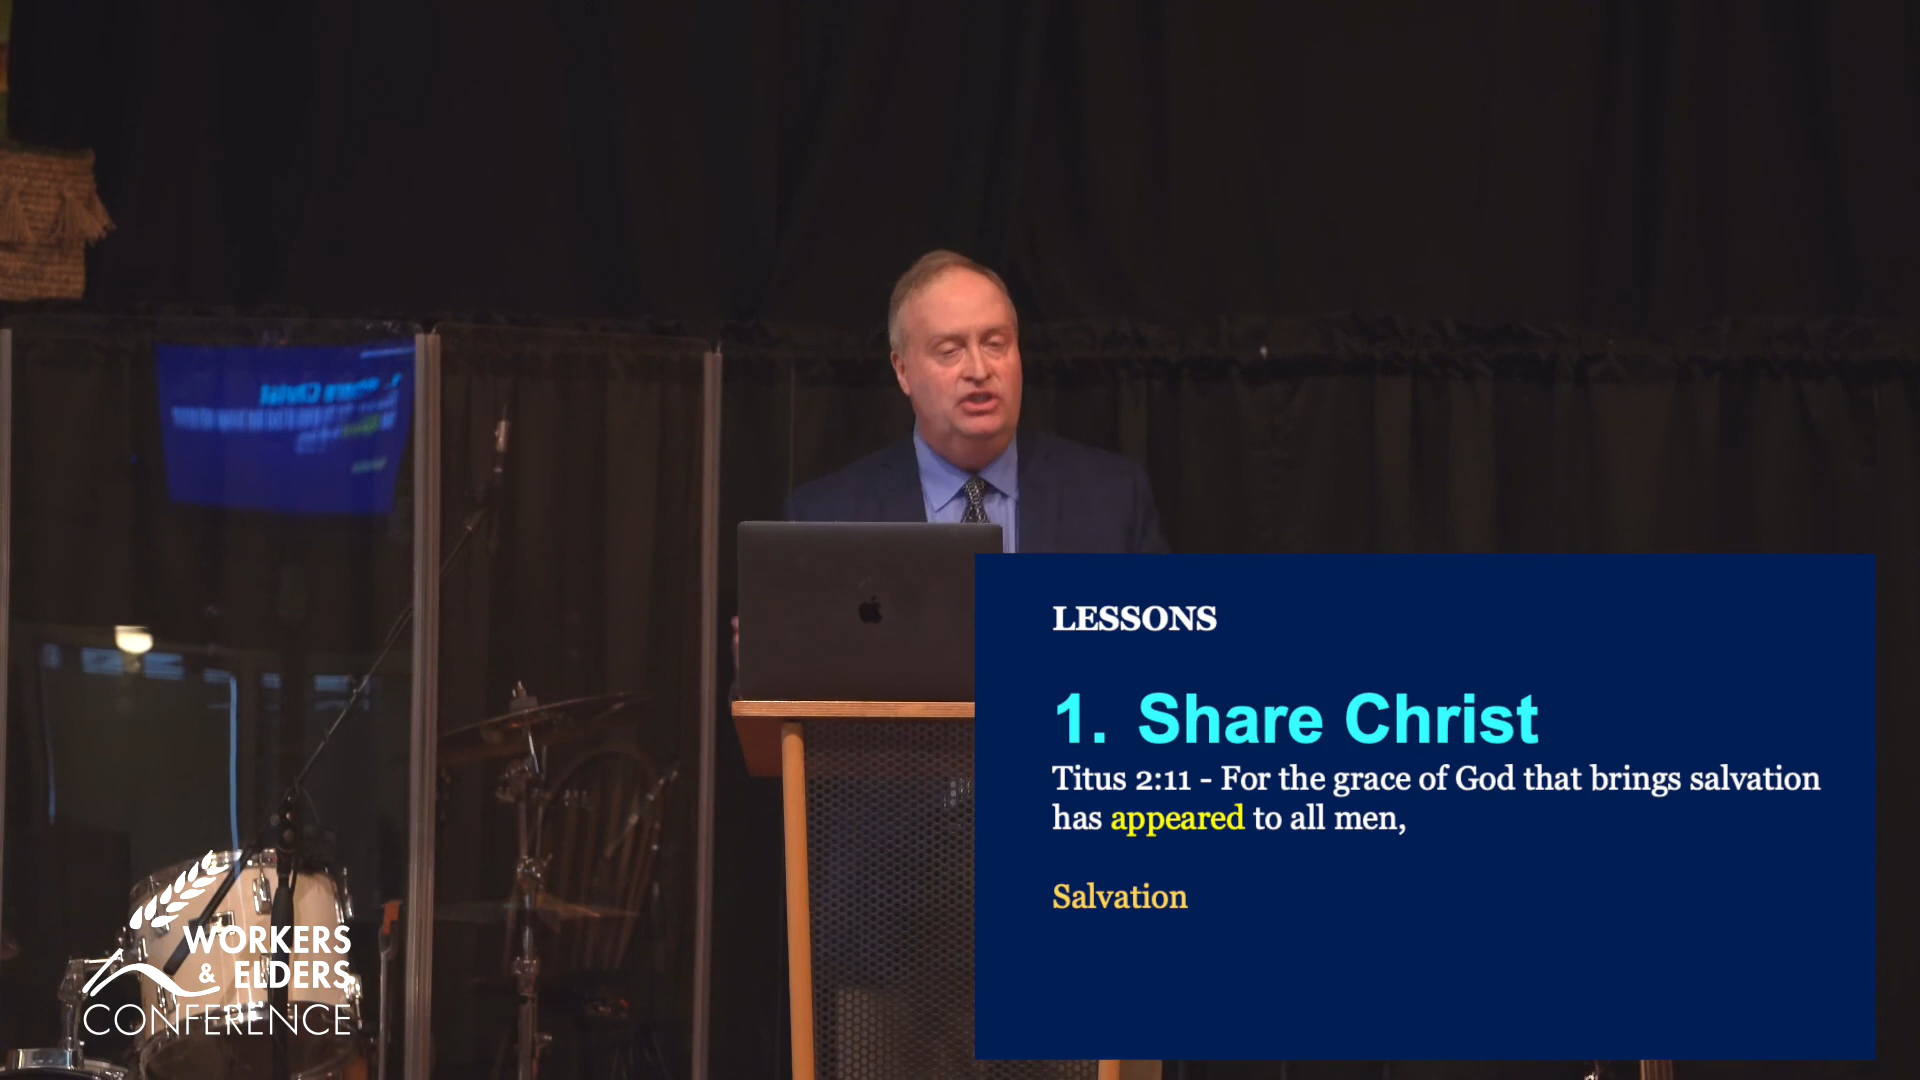 LESSONS
1. Share Christ
Titus 2:11 - For the grace of God that brings salvation
has appeared to all men,
Salvation
WORKERS
& ELDERS
CONFERENCE